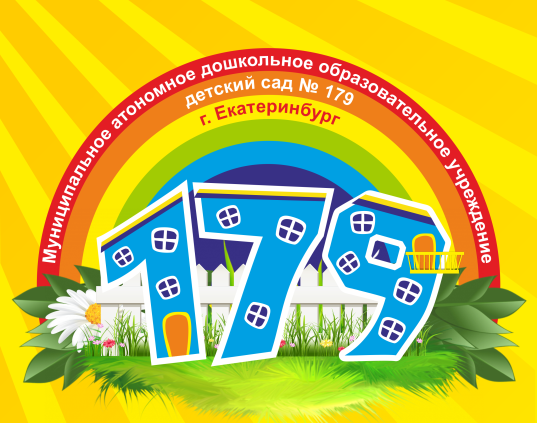 Муниципальное атономное дошкольное образовательное учреждение
детский сад № 179
г. Екатеринбург
179